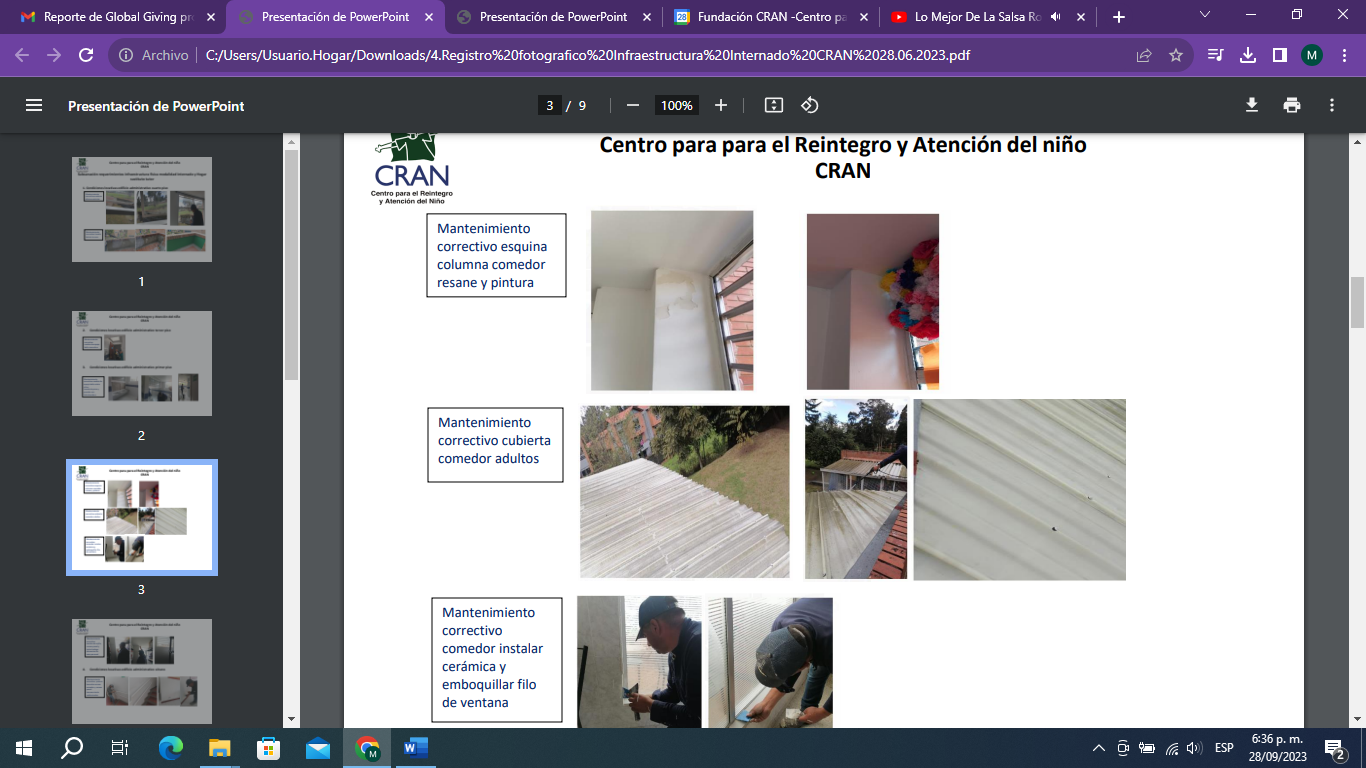 Reporte de Global Giving pr
Presentación de PowerPoint
Presentación de PowerPoint
Fundación CRAN -Centro pa
Lo Mejor De La Salsa Ro
Archivo
C:/Users/Usuario.Hogar/Downloads/4.Registro%20fotografico%20Infraestructura%20Internado%20CRAN%2028.06.2023.pdf
M
Presentación de PowerPoint
3 / 9
100%
1
2
3
CRAN
Centro para el Reintegro
y Atención del Niño
Centro para para el Reintegro y Atención del niño
CRAN
Mantenimiento
correctivo esquina
columna comedor
resane y pintura
Mantenimiento
correctivo cubierta
comedor adultos
Mantenimiento
correctivo
comedor instalar
cerámica y
emboquillar filo
de ventana
ESP
6:36 p. m.
28/09/2023
2